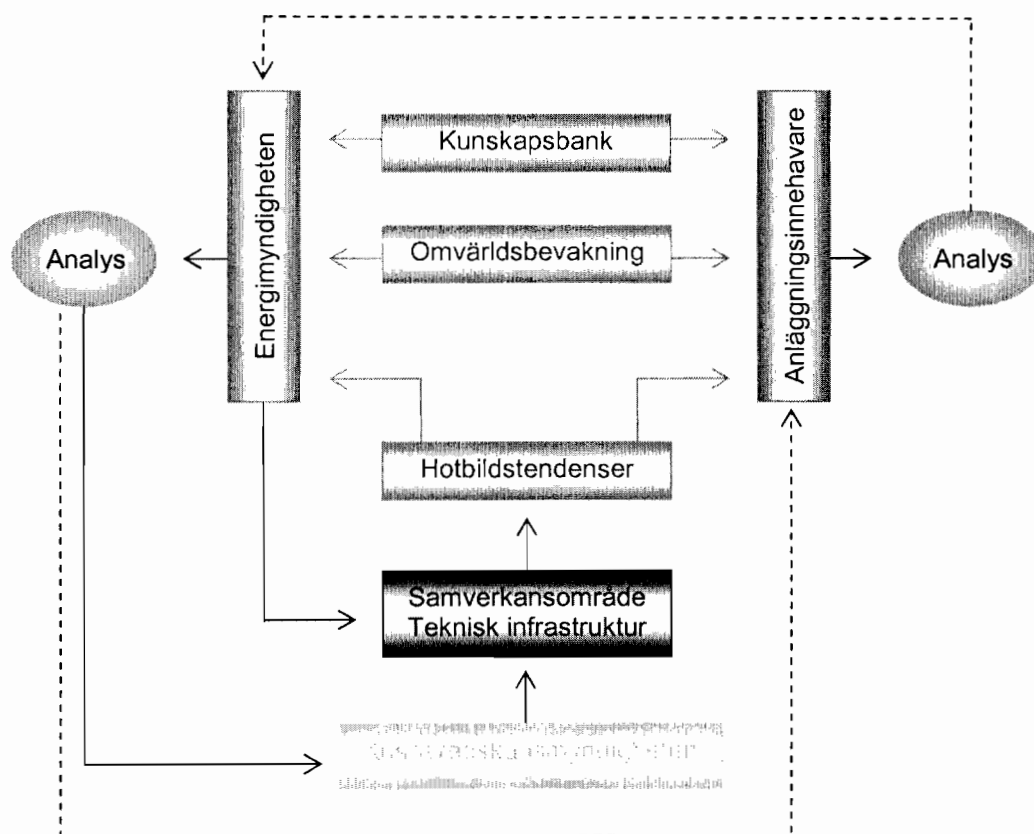 Kunskapsbank
Energimyndigheten
Anläggningsinnehavare
Analys
Omvärldsbevakning
Analys
Hotbildstendenser
Samverkansområde
Teknisk infrastruktur